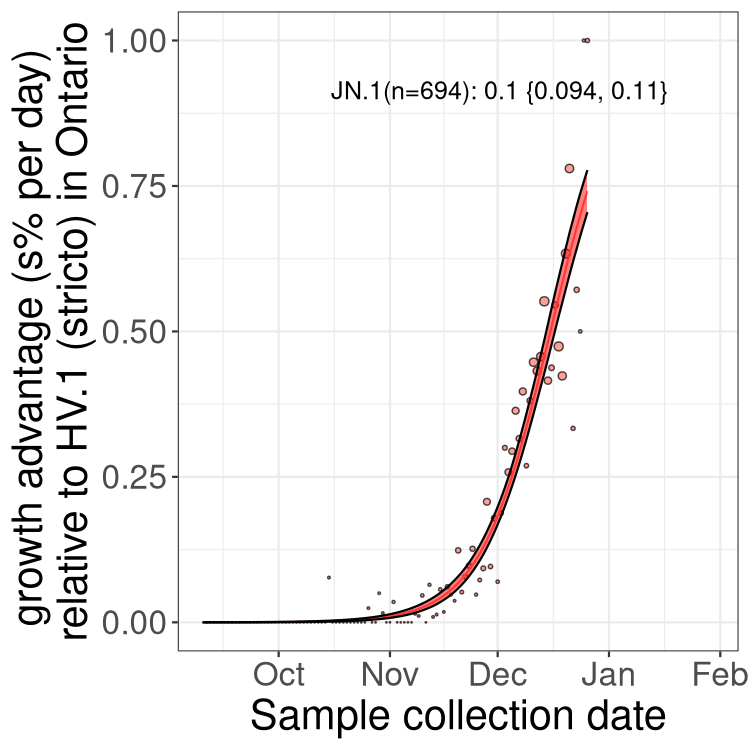 growth advantage (s% per day)
relative to HV.1 (stricto) in Ontario
1.00
0.75
0.50
0.25
0.00
JN.1(n=694): 0.1 {0.094, 0.11}
Oct Nov Dec Jan Feb
Sample collection date